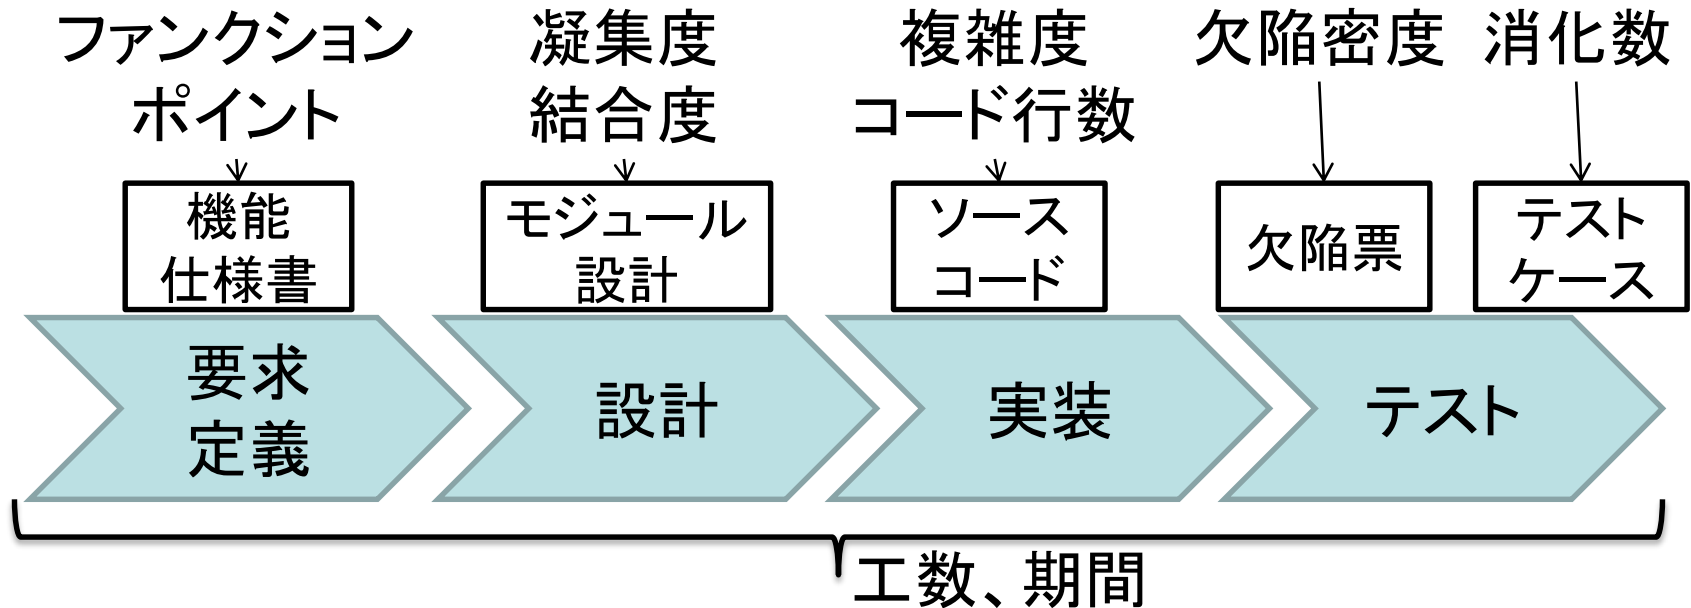 ファンクション
ポイント
凝集度
結合度
複雑度
コード行数
欠陥密度
消化数
機能
仕様書
モジュール
設計
ソース
コード
欠陥票
テスト
ケース
要求
定義
設計
実装
テスト
工数、期間